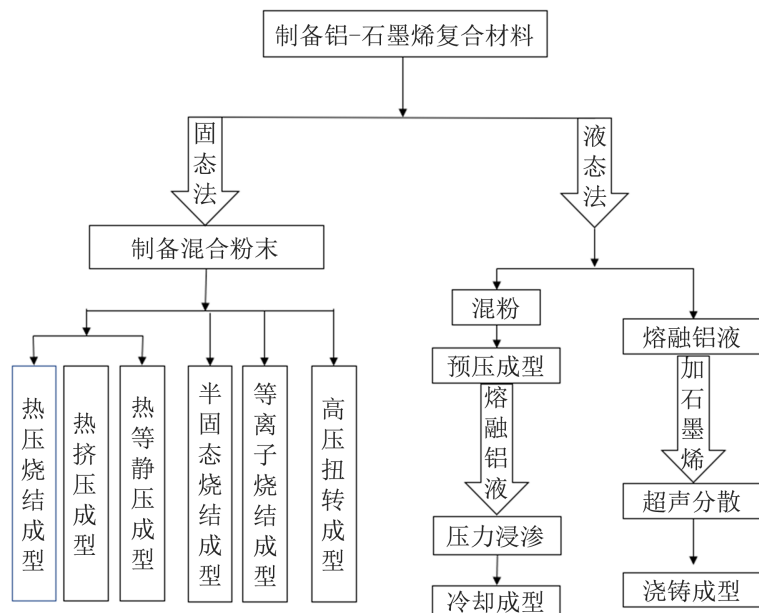 制备铝-石墨烯复合材料
固态法
液态法
制备混合粉末
热压烧结成型
热挤压成型
热等静压成型
半固态烧结成型
等离子烧结成型
高压扭转成型
混粉
预压成型
熔融铝液
压力浸渗
冷却成型
熔融铝液
加石墨烯
超声分散
浇铸成型